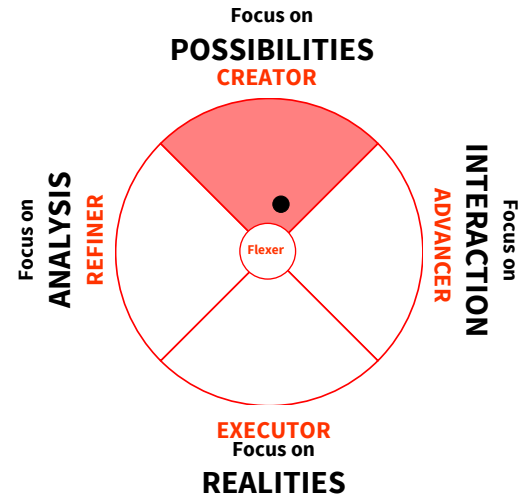 Focus on
POSSIBILITIES
CREATOR
Focus on
ANALYSIS
REFINER
Flexer
ADVANCER
INTERACTION
Focus on
EXECUTOR
Focus on
REALITIES